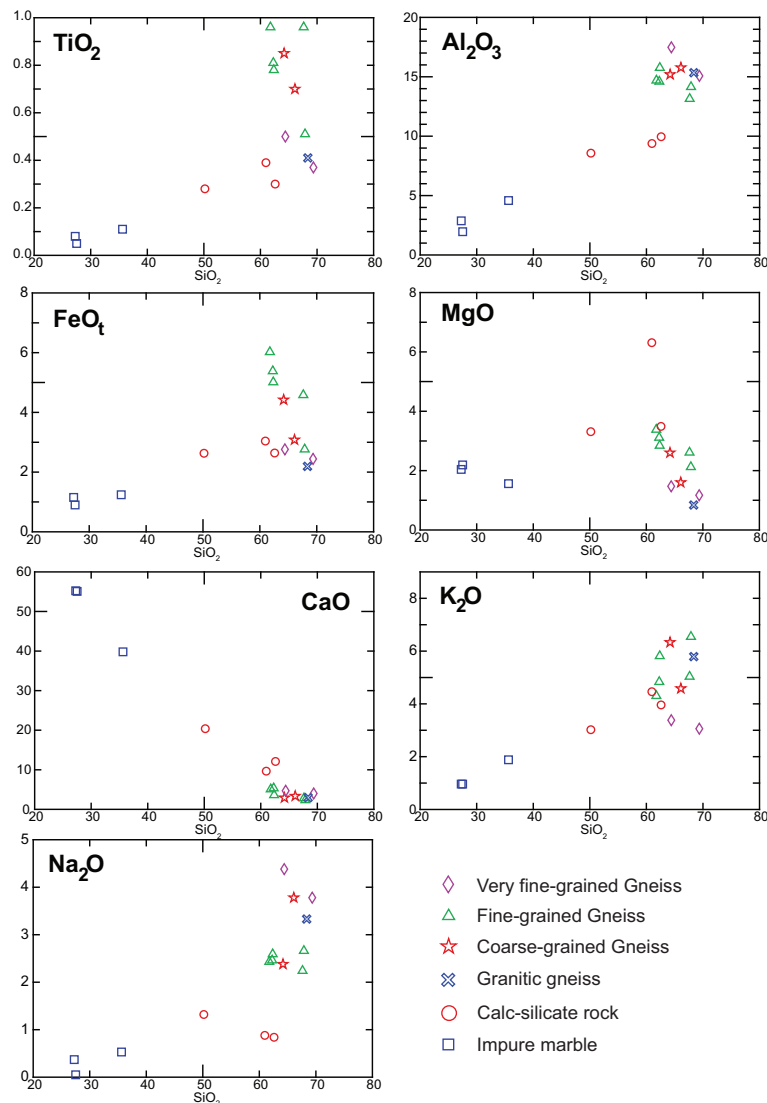 TiO2
1.0
0.8
0.6
0.4
0.2
0.0
20 30 40 50 60 70 80
SiO2
Al2O3
20
15
10
5
0
20 30 40 50 60 70 80
SiO2
FeOt
8
6
4
2
0
20 30 40 50 60 70 80
SiO2
MgO
8
6
4
2
0
20 30 40 50 60 70 80
SiO2
CaO
60
50
40
30
20
10
0
20 30 40 50 60 70 80
SiO2
K2O
8
6
4
2
0
20 30 40 50 60 70 80
SiO2
Na2O
5
4
3
2
1
0
20 30 40 50 60 70 80
SiO2
Very fine-grained Gneiss
Fine-grained Gneiss
Coarse-grained Gneiss
Granitic gneiss
Calc-silicate rock
Impure marble